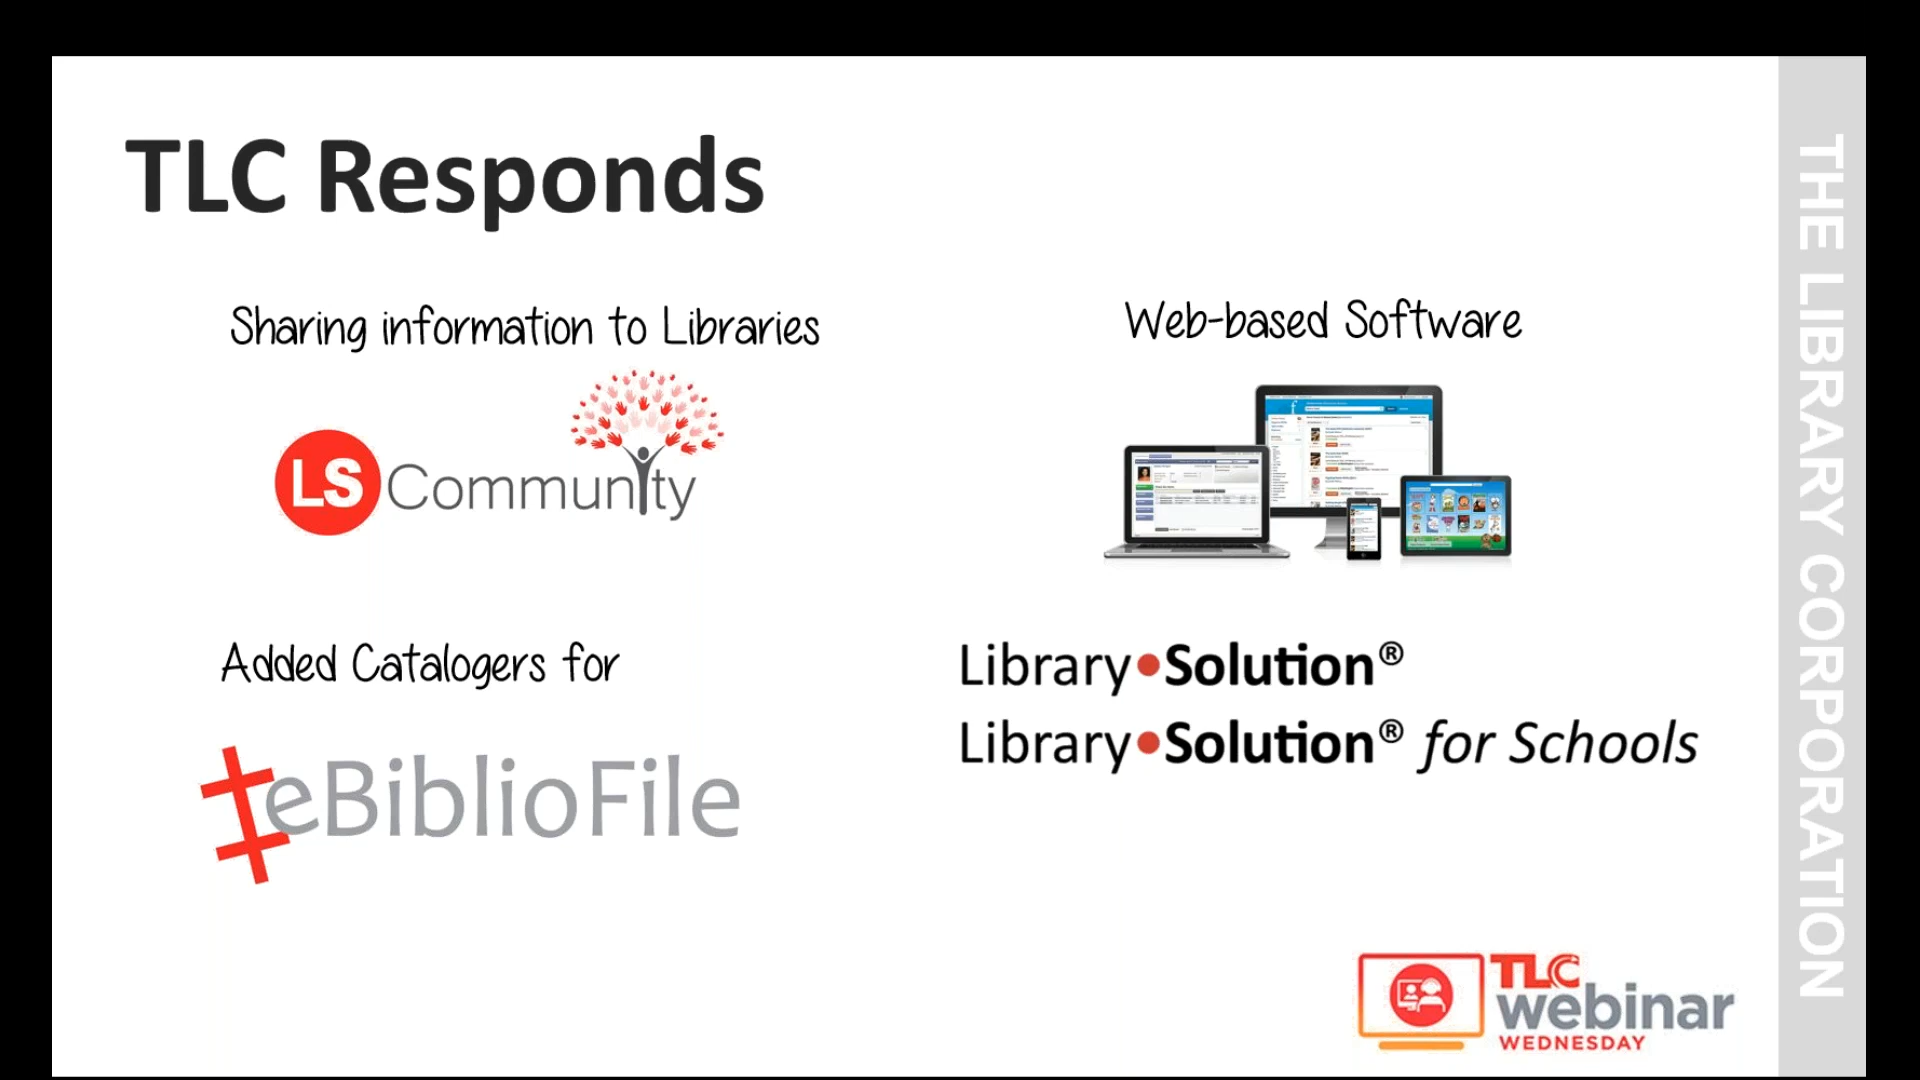 TLC Responds
Sharing information to Libraries
LS Community
Added Catalogers for
eBiblioFile
Web-based Software
Library•Solution®
Library•Solution® for Schools
TLC
webinar
WEDNESDAY
THE LIBRARY CORPORATION